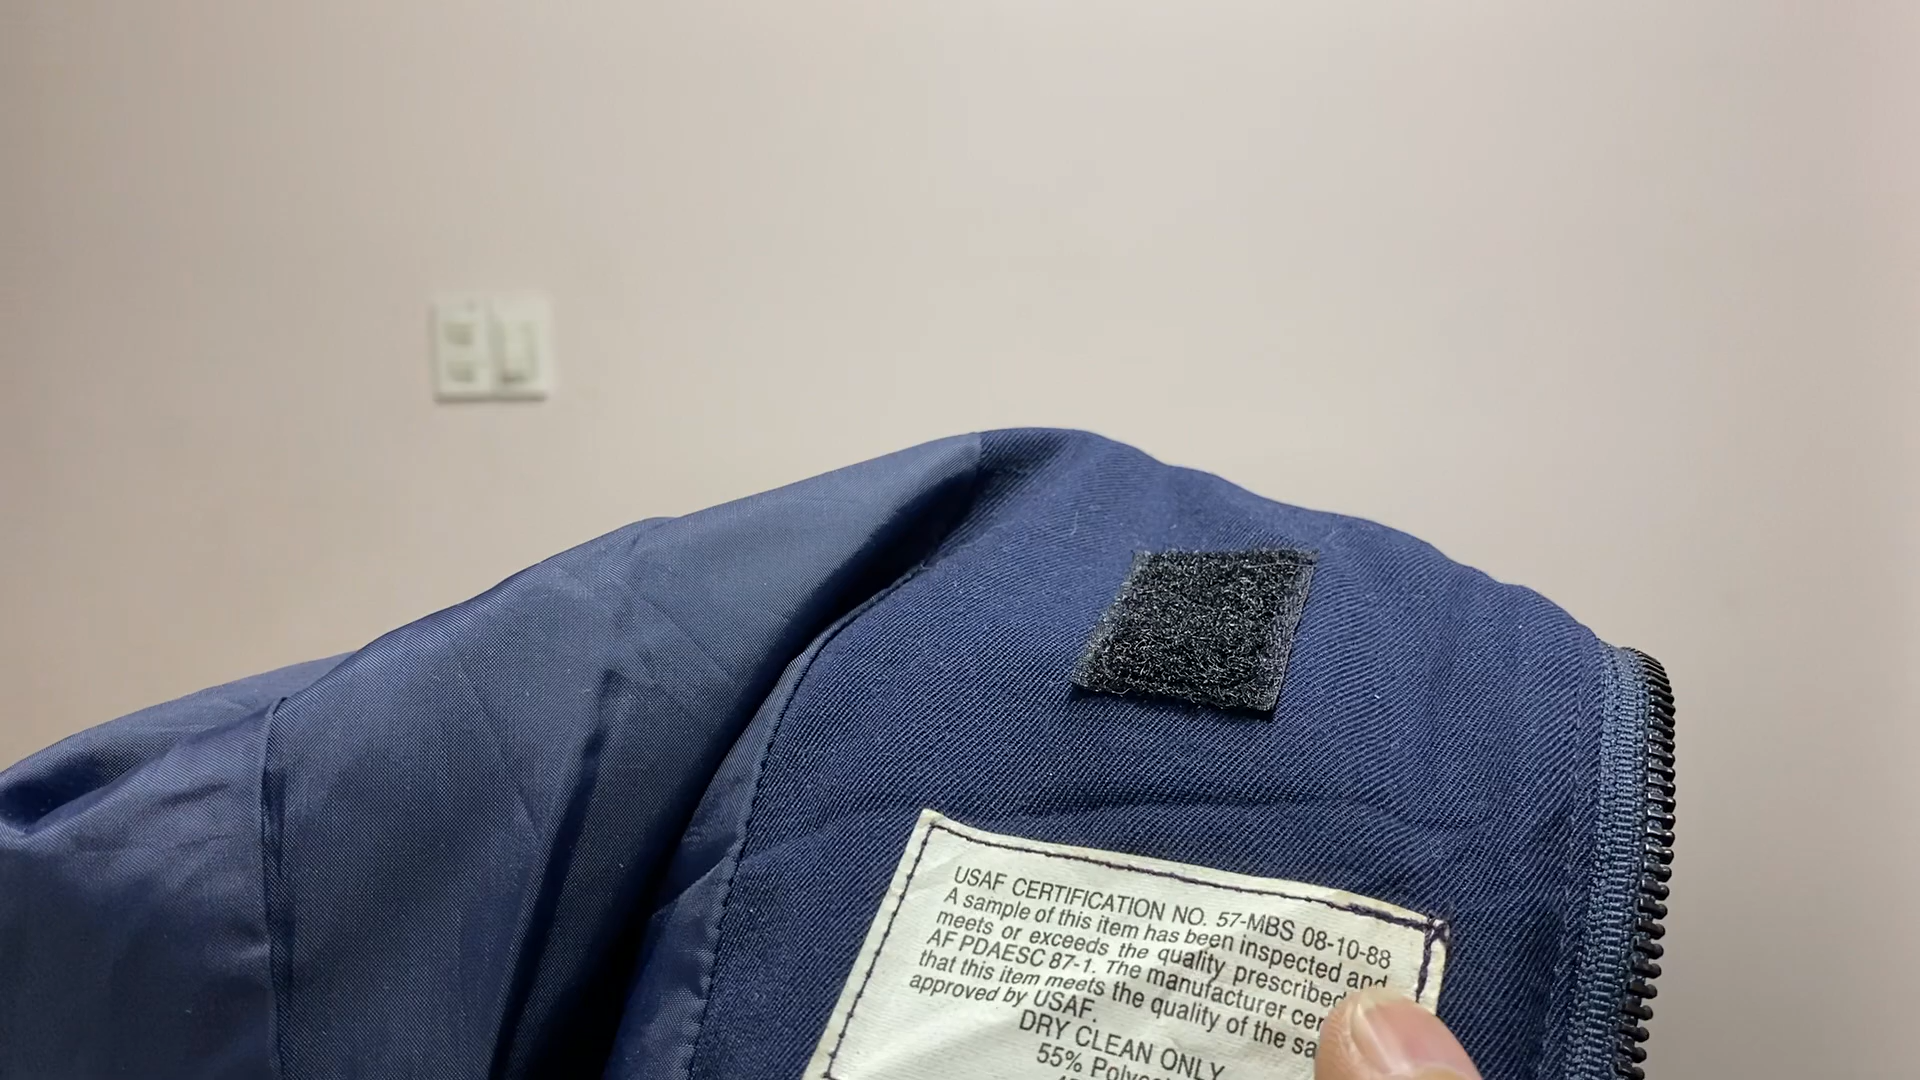 USAF CERTIFICATION NO. 57-MBS 08-10-88
A sample of this item has been inspected and
meets or exceeds the quality prescribed
AF PDAESC 87-1. The manufacturer
that this item meets the quality of the
approved by USAF.
DRY CLEAN ONLY
55%